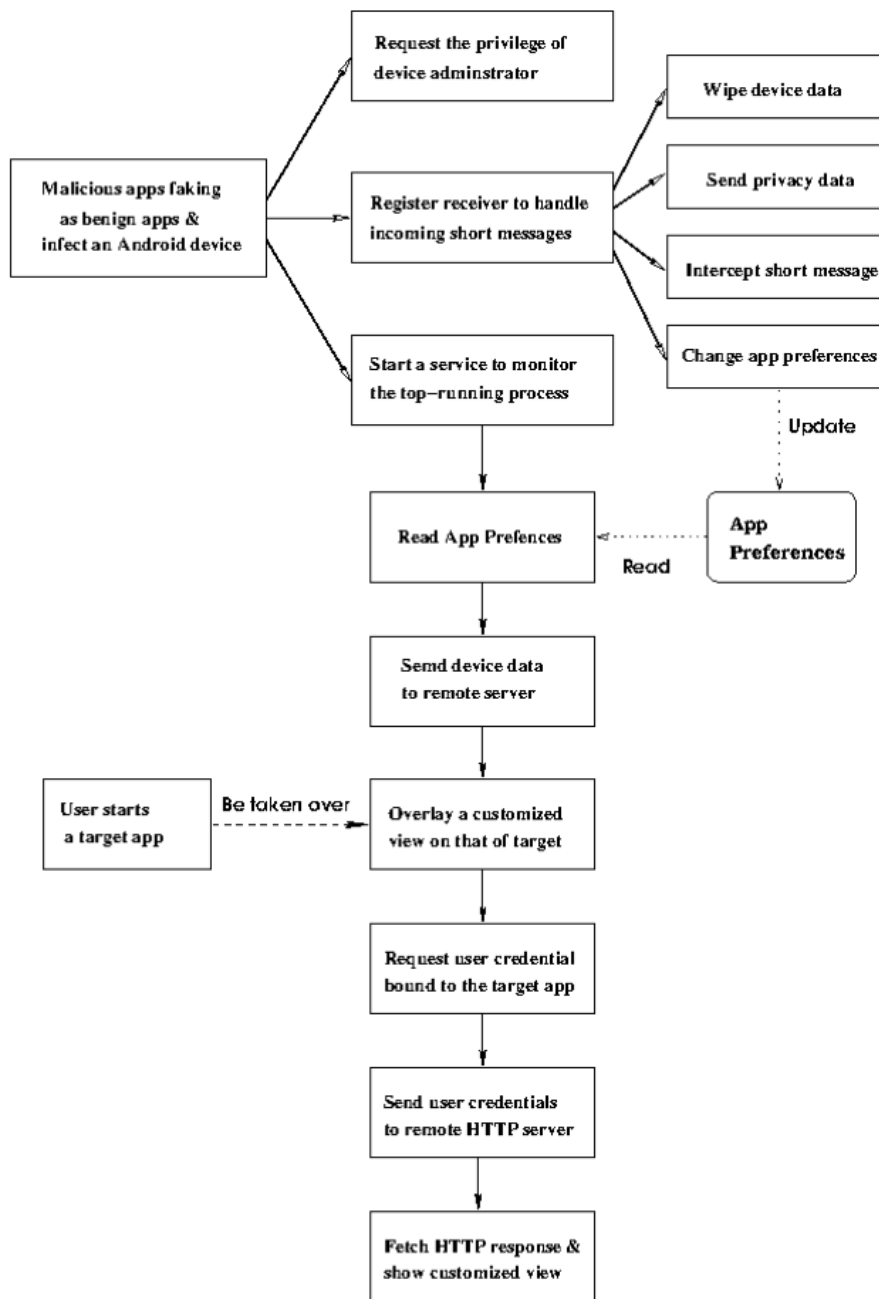 Request the privilege of
device adminstrator
Wipe device data
Malicious apps faking
as benign apps &
infect an Android device
Register receiver to handle
incoming short messages
Send privacy data
Intercept short message
Start a service to monitor
the top-running process
Change app preferences
Update
Read App Prefences
App
Preferences
Read
Semd device data
to remote server
User starts
a target app
Be taken over
Overlay a customized
view on that of target
Request user credential
bound to the target app
Send user credentials
to remote HTTP server
Fetch HTTP response &
show customized view